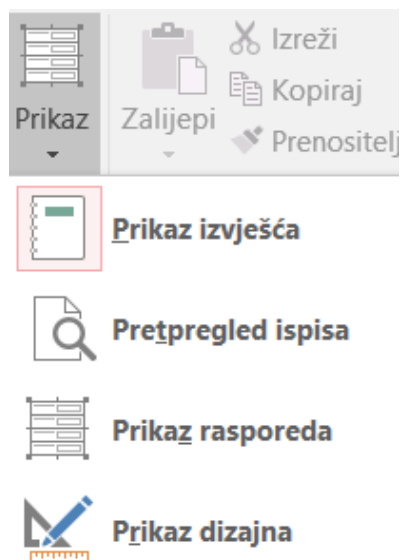 Prikaz
Zalijepi
Izreži
Kopiraj
Prenositelj
Prikaz izvješća
Pretpregled ispisa
Prikaz rasporeda
Prikaz dizajna